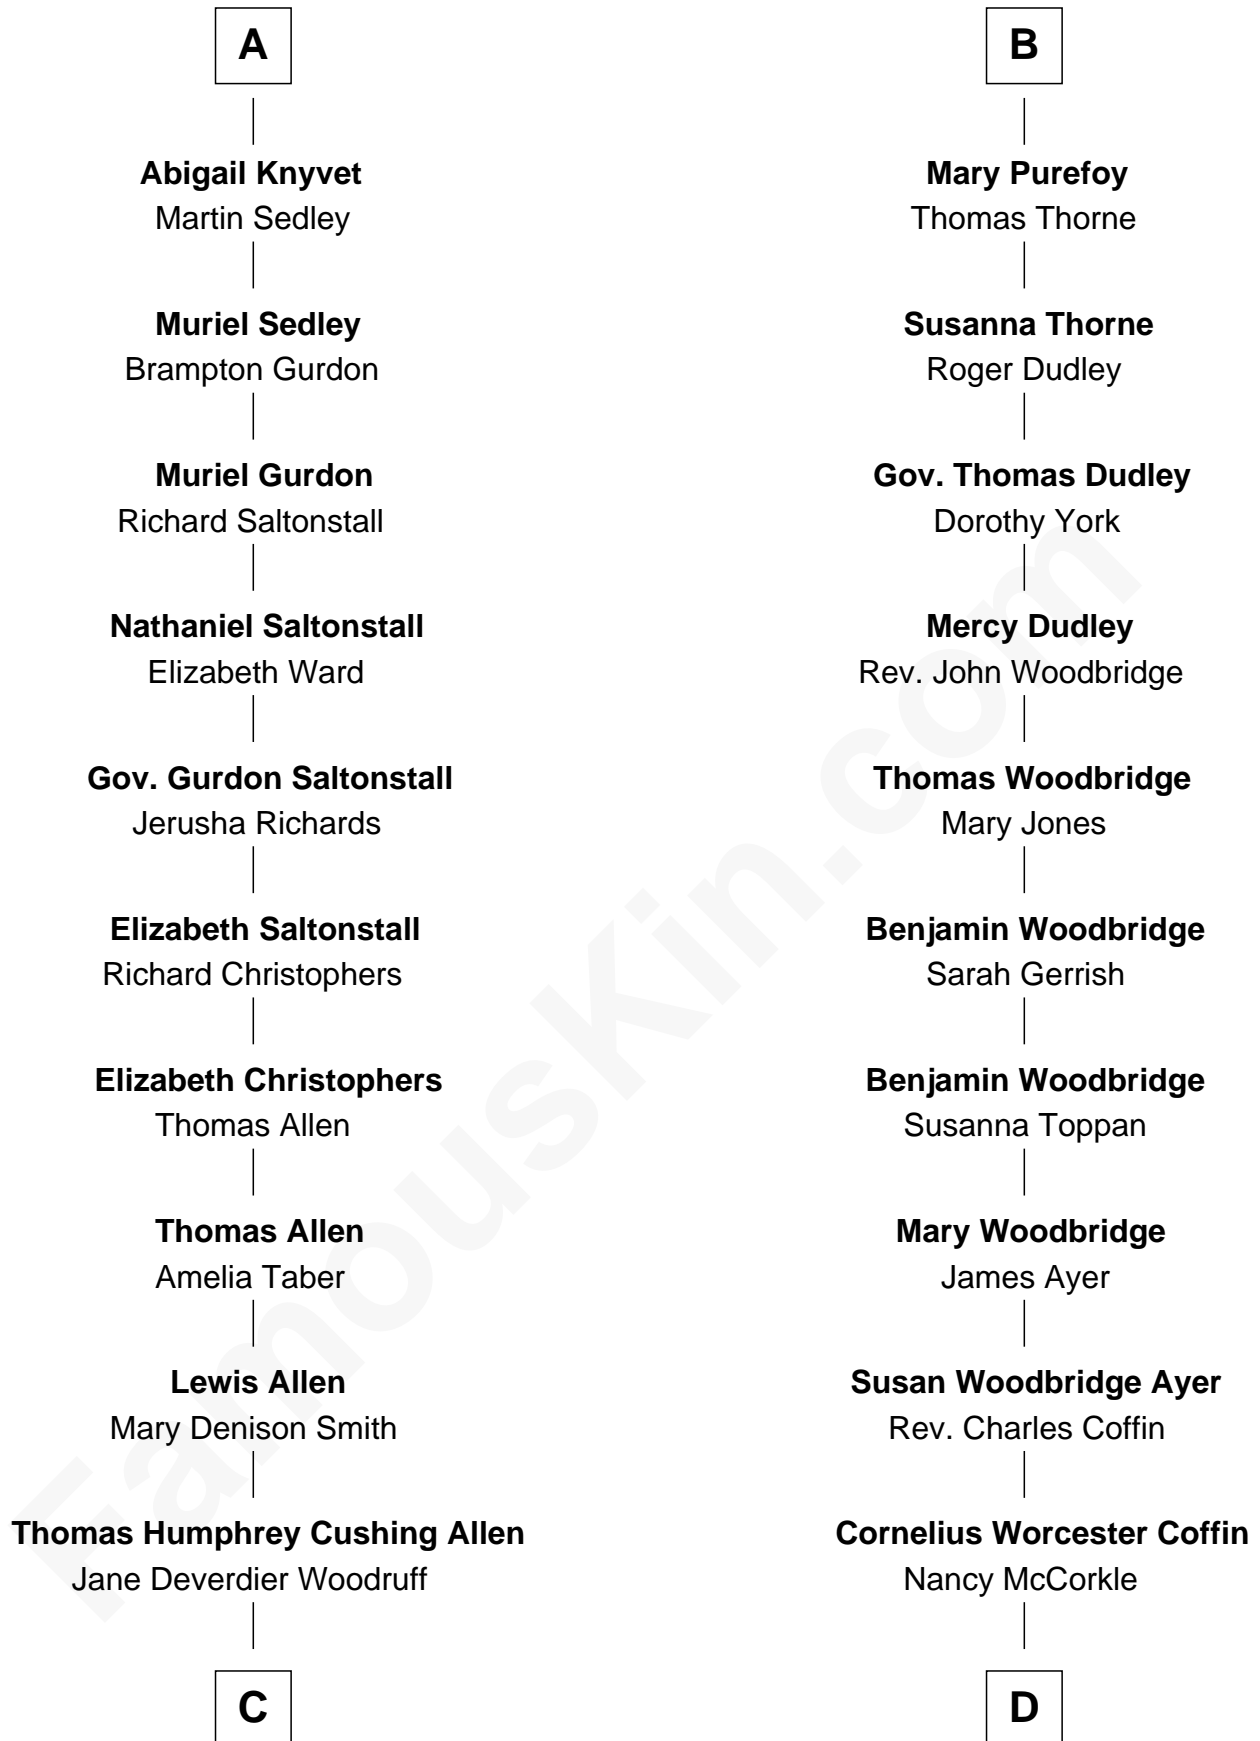 A
Abigail Knyvet
Martin Sedley
Muriel Sedley
Brampton Gurdon
Muriel Gurdon
Richard Saltonstall
Nathaniel Saltonstall
Elizabeth Ward
Gov. Gurdon Saltonstall
Jerusha Richards
Elizabeth Saltonstall
Richard Christophers
Elizabeth Christophers
Thomas Allen
Thomas Allen
Amelia Taber
Lewis Allen
Mary Denison Smith
Thomas Humphrey Cushing Allen
Jane Deverdier Woodruff
C
B
Mary Purefoy
Thomas Thorne
Susanna Thorne
Roger Dudley
Gov. Thomas Dudley
Dorothy York
Mercy Dudley
Rev. John Woodbridge
Thomas Woodbridge
Mary Jones
Benjamin Woodbridge
Sarah Gerrish
Benjamin Woodbridge
Susanna Toppan
Mary Woodbridge
James Ayer
Susan Woodbridge Ayer
Rev. Charles Coffin
Cornelius Worcester Coffin
Nancy McCorkle
D
FamousKin.com